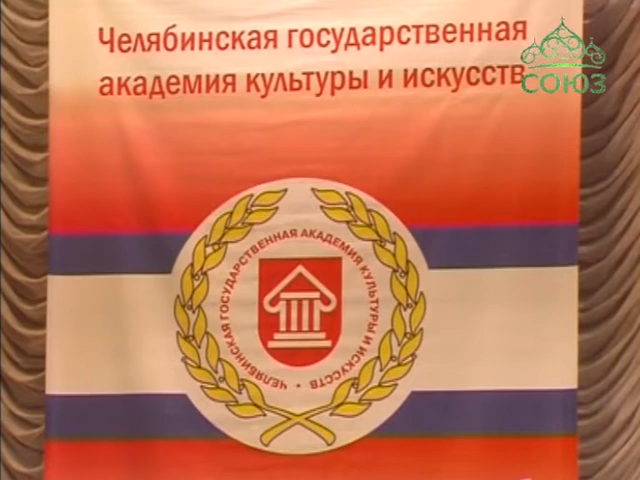 Челябинская государственная
академия культуры и искусств
СОЮЗ
ЧЕЛЯБИНСКАЯ ГОСУДАРСТВЕННАЯ АКАДЕМИЯ КУЛЬТУРЫ И ИСКУССТВ •